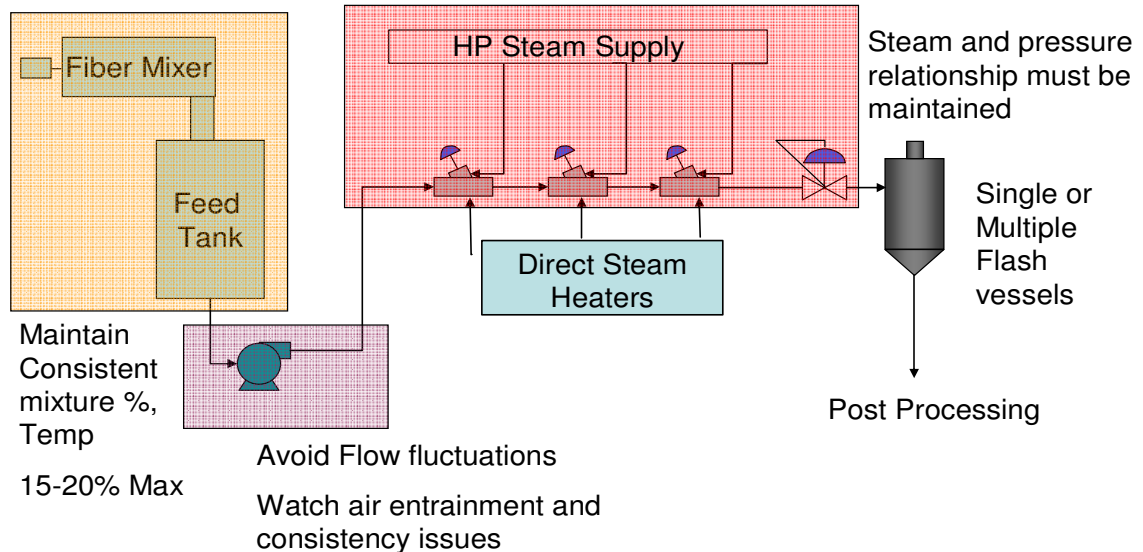 Fiber Mixer
Feed
Tank
Maintain
Consistent
mixture %,
Temp
15-20% Max
Avoid Flow fluctuations
Watch air entrainment and
consistency issues
HP Steam Supply
Direct Steam
Heaters
Steam and pressure
relationship must be
maintained
Single or
Multiple
Flash
vessels
Post Processing